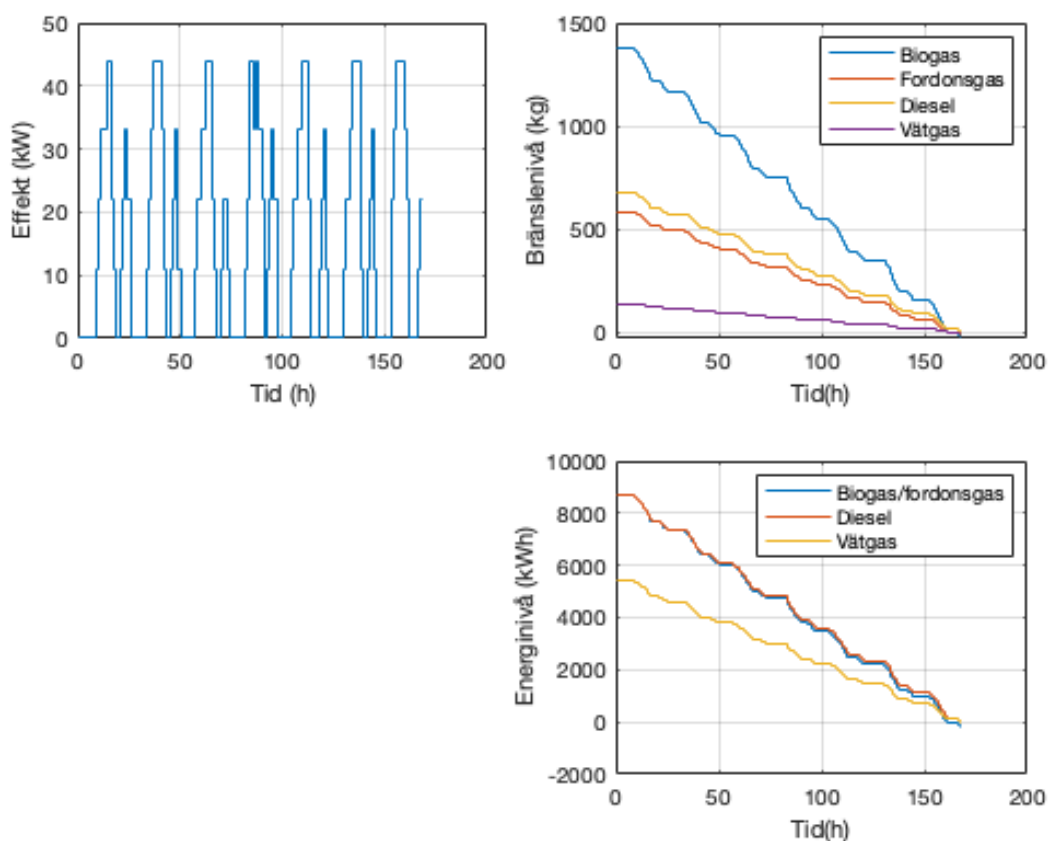 50
40
30
20
10
0
0 50 100 150 200
Effekt (kW)
Tid (h)
1500
1000
500
0
0 50 100 150 200
Bränslenivå (kg)
Tid(h)
Biogas
Fordonsgas
Diesel
Vätgas
10000
8000
6000
4000
2000
0
-2000
0 50 100 150 200
Energinivå (kWh)
Tid(h)
Biogas/fordonsgas
Diesel
Vätgas